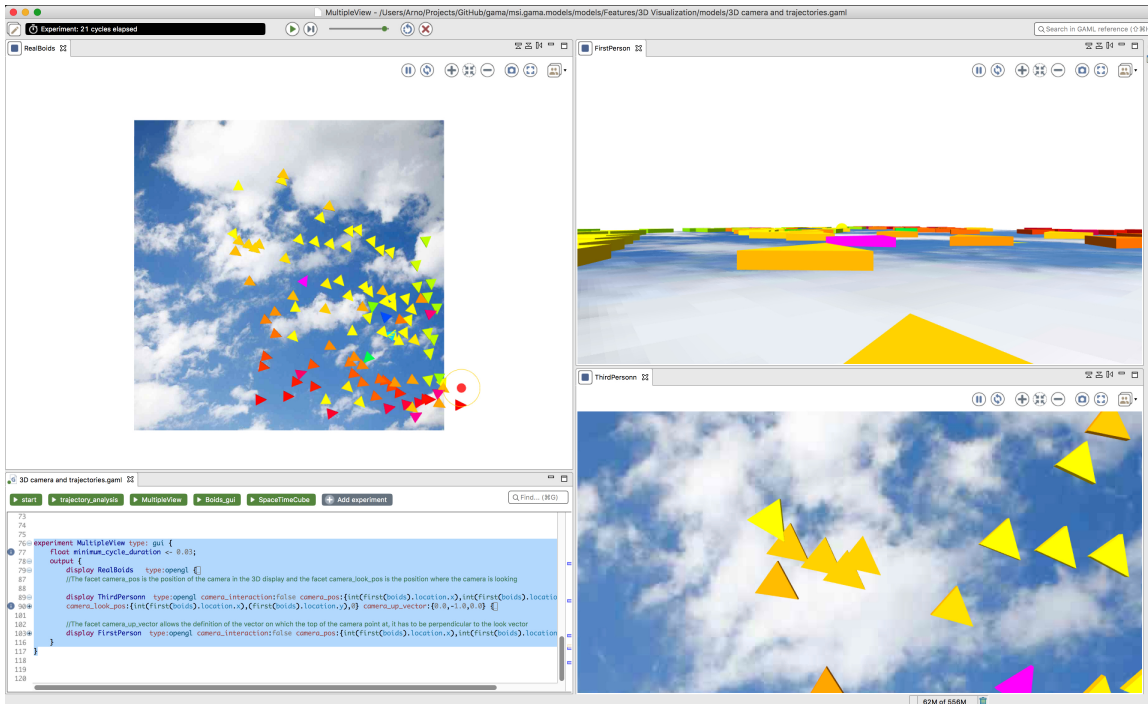 MultipleView - /Users/Arno/Projects/GitHub/gama/msi.gama.models/models/Features/3D Visualization/models/3D camera and trajectories.gaml
Experiment: 21 cycles elapsed
Search in GAML reference (⇧⌘H
RealBoids
FirstPerson
ThirdPersonn
3D camera and trajectories.gaml
start
trajectory_analysis
MultipleView
Boids_gui
SpaceTimeCube
Add experiment
Find... (⌘G)
73
74
75
76 experiment MultipleView type: gui {
77 float minimum_cycle_duration <- 0.03;
78 output {
79 display RealBoids type:opengl {
87 //The facet camera_pos is the position of the camera in the 3D display and the facet camera_look_pos is the position where the camera is looking
88
89 display ThirdPersonn type:opengl camera_interaction:false camera_pos:{int(first(boids).location.x),int(first(boids).locatio
90 camera_look_pos:{int(first(boids).location.x),(first(boids).location.y),0} camera_up_vector:{0.0,-1.0,0.0} {
101
102 //The facet camera_up_vector allows the definition of the vector on which the top of the camera point at, it has to be perpendicular to the look vector
103 display FirstPerson type:opengl camera_interaction:false camera_pos:{int(first(boids).location.x),int(first(boids).location
116 }
117 }
118
119
120
62M of 556M